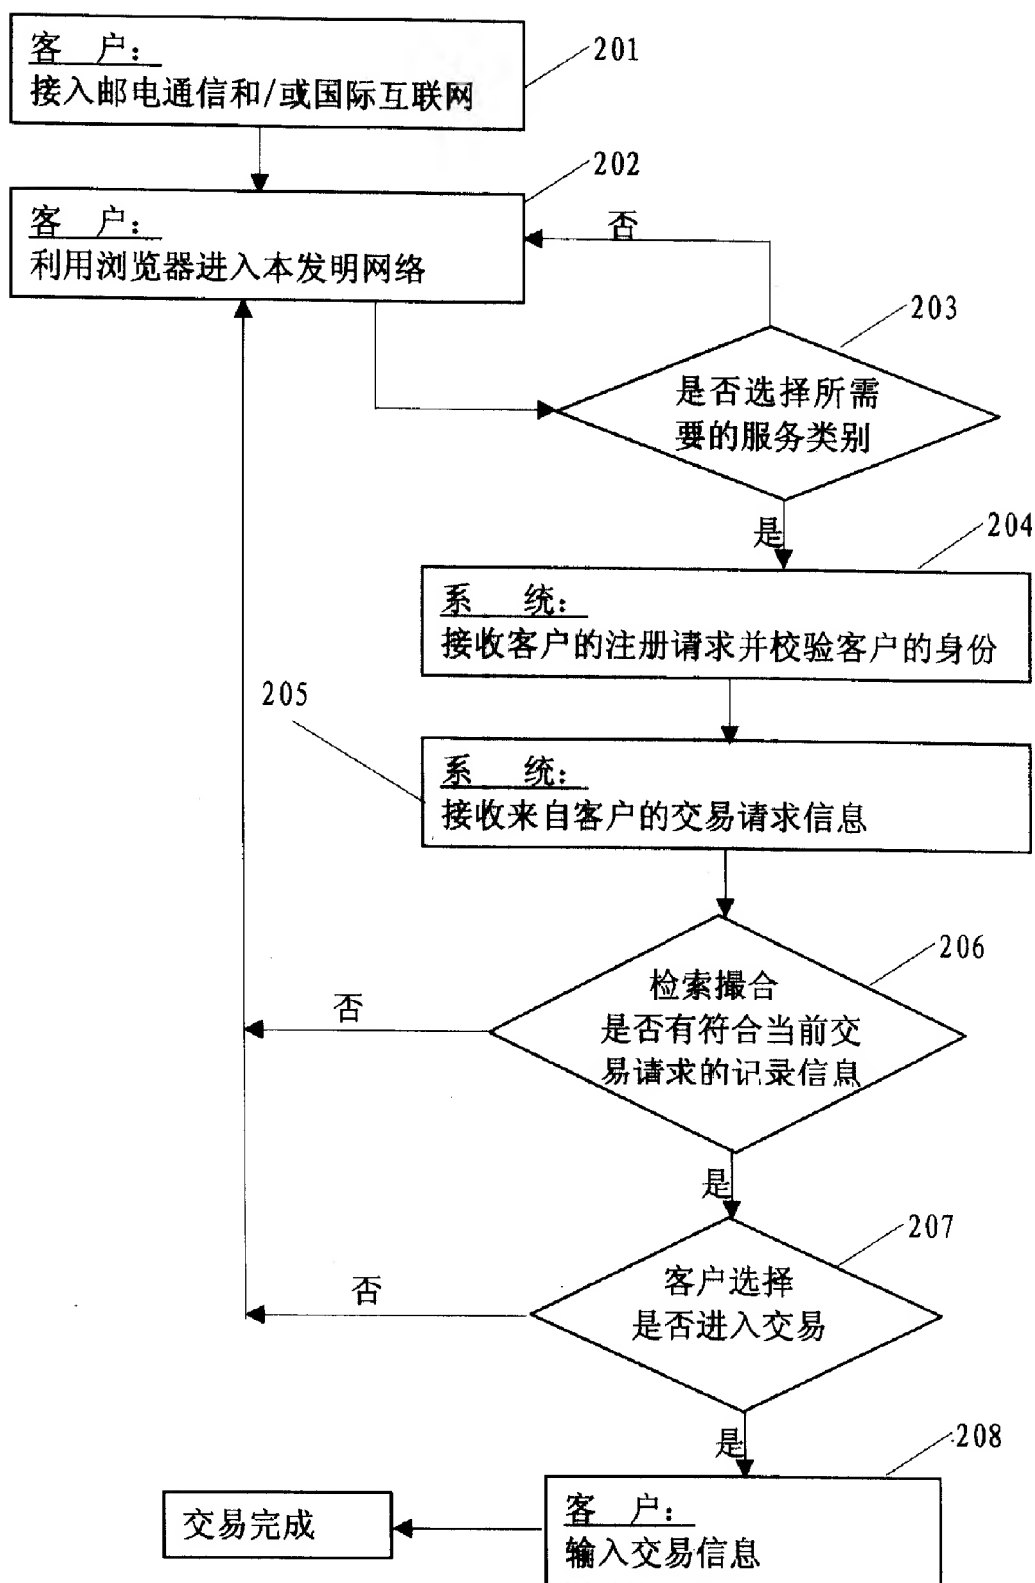 客 户：
接入邮电通信和/或国际互联网
201
客 户：
利用浏览器进入本发明网络
202
否
203
是否选择所需
要的服务类别
是
204
系 统：
接收客户的注册请求并校验客户的身份
205
系 统：
接收来自客户的交易请求信息
206
检索撮合
是否有符合当前交
易请求的记录信息
否
是
207
客户选择
是否进入交易
否
是
208
客 户：
输入交易信息
交易完成